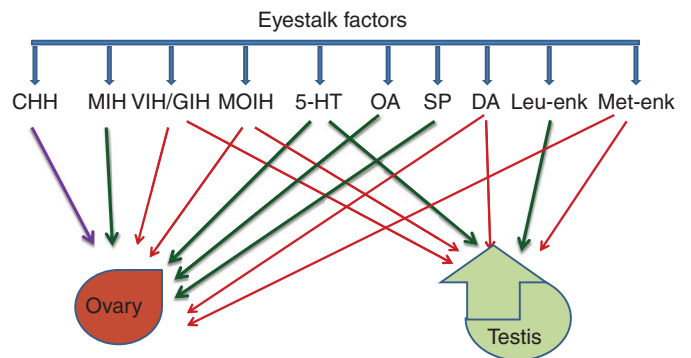 Eyestalk factors
CHH MIH VIH/GIH MOIH 5-HT OA SP DA Leu-enk Met-enk
Ovary
Testis